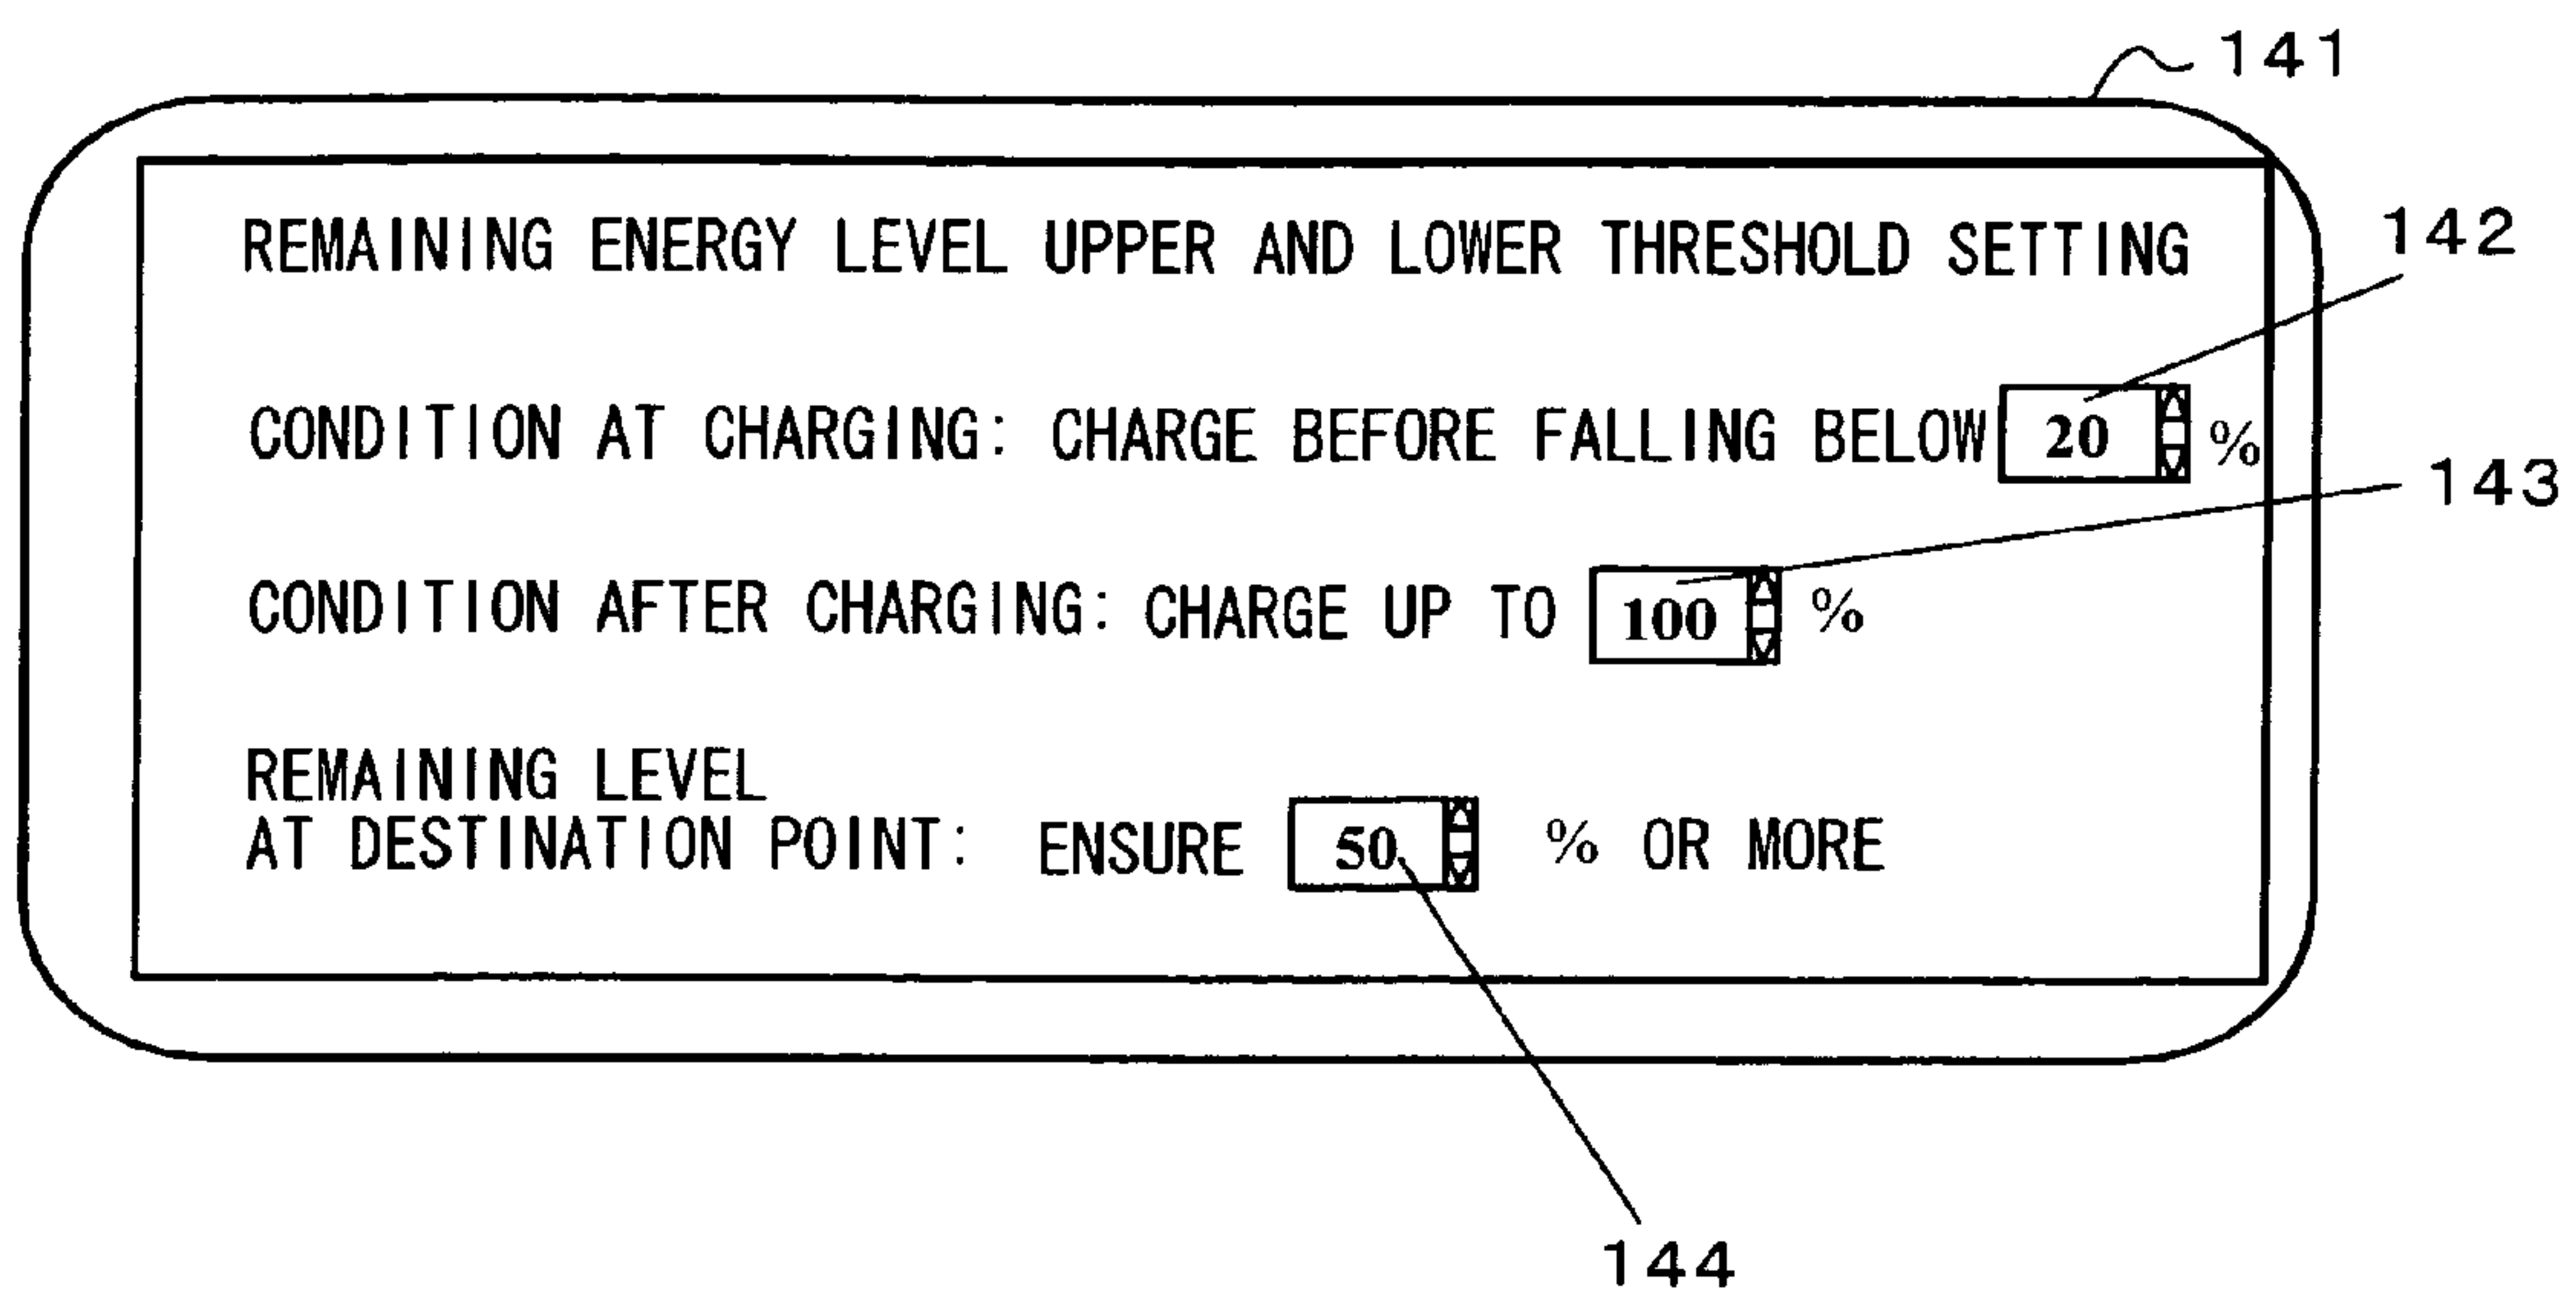 141
REMAINING ENERGY LEVEL UPPER AND LOWER THRESHOLD SETTING
142
CONDITION AT CHARGING: CHARGE BEFORE FALLING BELOW 20 %
143
CONDITION AFTER CHARGING: CHARGE UP TO 100 %
REMAINING LEVEL
AT DESTINATION POINT: ENSURE 50 % OR MORE
144